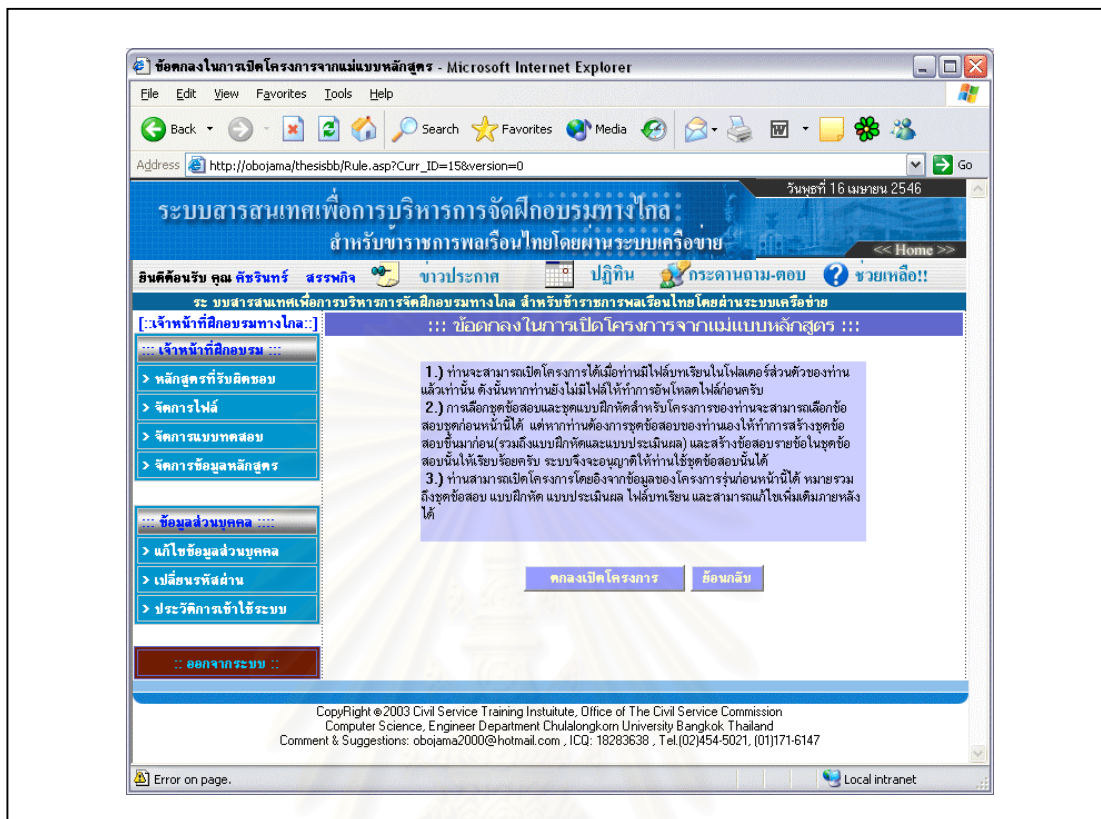 ข้อตกลงในการเปิดโครงการจากแม่แบบหลักสูตร - Microsoft Internet Explorer
File Edit View Favorites Tools Help
Back Search Favorites Media
Address http://obojama/thesisbb/Rule.asp?Curr_ID=15&version=0 Go
วันพุธที่ 16 เมษายน 2546
ระบบสารสนเทศเพื่อการบริหารการจัดฝึกอบรมทางไกล
สำหรับข้าราชการพลเรือนไทยโดยผ่านระบบเครือข่าย
<< Home >>
ยินดีต้อนรับ คุณ คัชรินทร์ สรรพกิจ ข่าวประกาศ ปฏิทิน กระดานถาม-ตอบ ช่วยเหลือ!!
ระ บบสารสนเทศเพื่อการบริหารการจัดฝึกอบรมทางไกล สำหรับข้าราชการพลเรือนไทยโดยผ่านระบบเครือข่าย
[::เจ้าหน้าที่ฝึกอบรมทางไกล::]
::: ข้อตกลงในการเปิดโครงการจากแม่แบบหลักสูตร :::
::: เจ้าหน้าที่ฝึกอบรม :::
> หลักสูตรที่รับผิดชอบ
> จัดการไฟล์
> จัดการแบบทดสอบ
> จัดการข้อมูลหลักสูตร
::: ข้อมูลส่วนบุคคล ::::
> แก้ไขข้อมูลส่วนบุคคล
> เปลี่ยนรหัสผ่าน
> ประวัติการเข้าใช้ระบบ
:: ออกจากระบบ ::
1.) ท่านจะสามารถเปิดโครงการได้เมื่อท่านมีไฟล์บทเรียนในโฟลเดอร์ส่วนตัวของท่าน
แล้วเท่านั้น ดังนั้นหากท่านยังไม่มีไฟล์ให้ทำการอัพโหลดไฟล์ก่อนครับ
2.) การเลือกชุดข้อสอบและชุดแบบฝึกหัดสำหรับโครงการของท่านจะสามารถเลือกข้อ
สอบชุดก่อนหน้านี้ได้ แต่หากท่านต้องการชุดข้อสอบของท่านเองให้ทำการสร้างชุดข้อ
สอบขึ้นมาก่อน(รวมถึงแบบฝึกหัดและแบบประเมินผล) และสร้างข้อสอบรายข้อในชุดข้อ
สอบนั้นให้เรียบร้อยครับ ระบบจึงจะอนุญาติให้ท่านใช้ชุดข้อสอบนั้นได้
3.) ท่านสามารถเปิดโครงการโดยอิงจากข้อมูลของโครงการรุ่นก่อนหน้านี้ได้ หมายรวม
ถึงชุดข้อสอบ แบบฝึกหัด แบบประเมินผล ไฟล์บทเรียน และสามารถแก้ไขเพิ่มเติมภายหลัง
ได้
ตกลงเปิดโครงการ ย้อนกลับ
CopyRight @2003 Civil Service Training Instuitute, Office of The Civil Service Commission
Computer Science, Engineer Department Chulalongkorn University Bangkok Thailand
Comment & Suggestions: obojama2000@hotmail.com , ICQ: 18283638 , Tel.(02)454-5021, (01)171-6147
Error on page. Local intranet